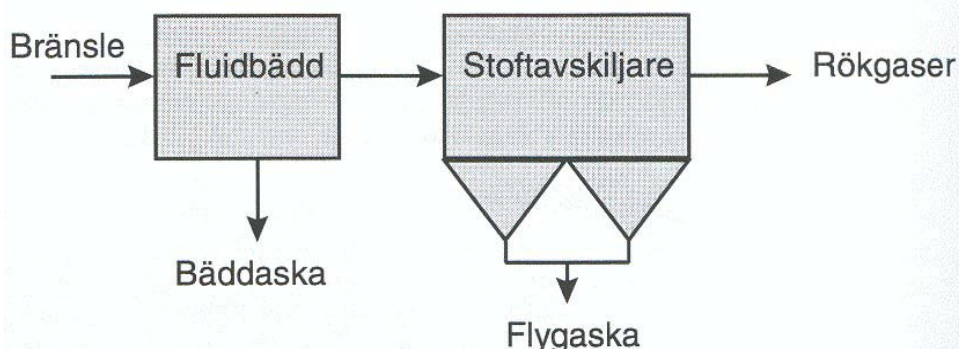 Bränsle
Fluidbädd
Stoftavskiljare
Rökgaser
Bäddaska
Flygaska